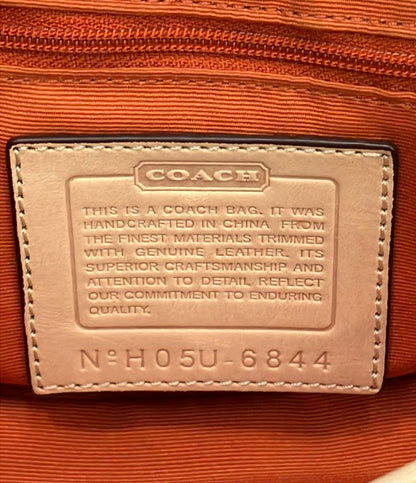 COACH
THIS IS A COACH BAG. IT WAS
HANDCRAFTED IN CHINA FROM
THE FINEST MATERIALS TRIMMED
WITH GENUINE LEATHER. ITS
SUPERIOR CRAFTSMANSHIP AND
ATTENTION TO DETAIL REFLECT
OUR COMMITMENT TO ENDURING
QUALITY.
Nº H05U-6844